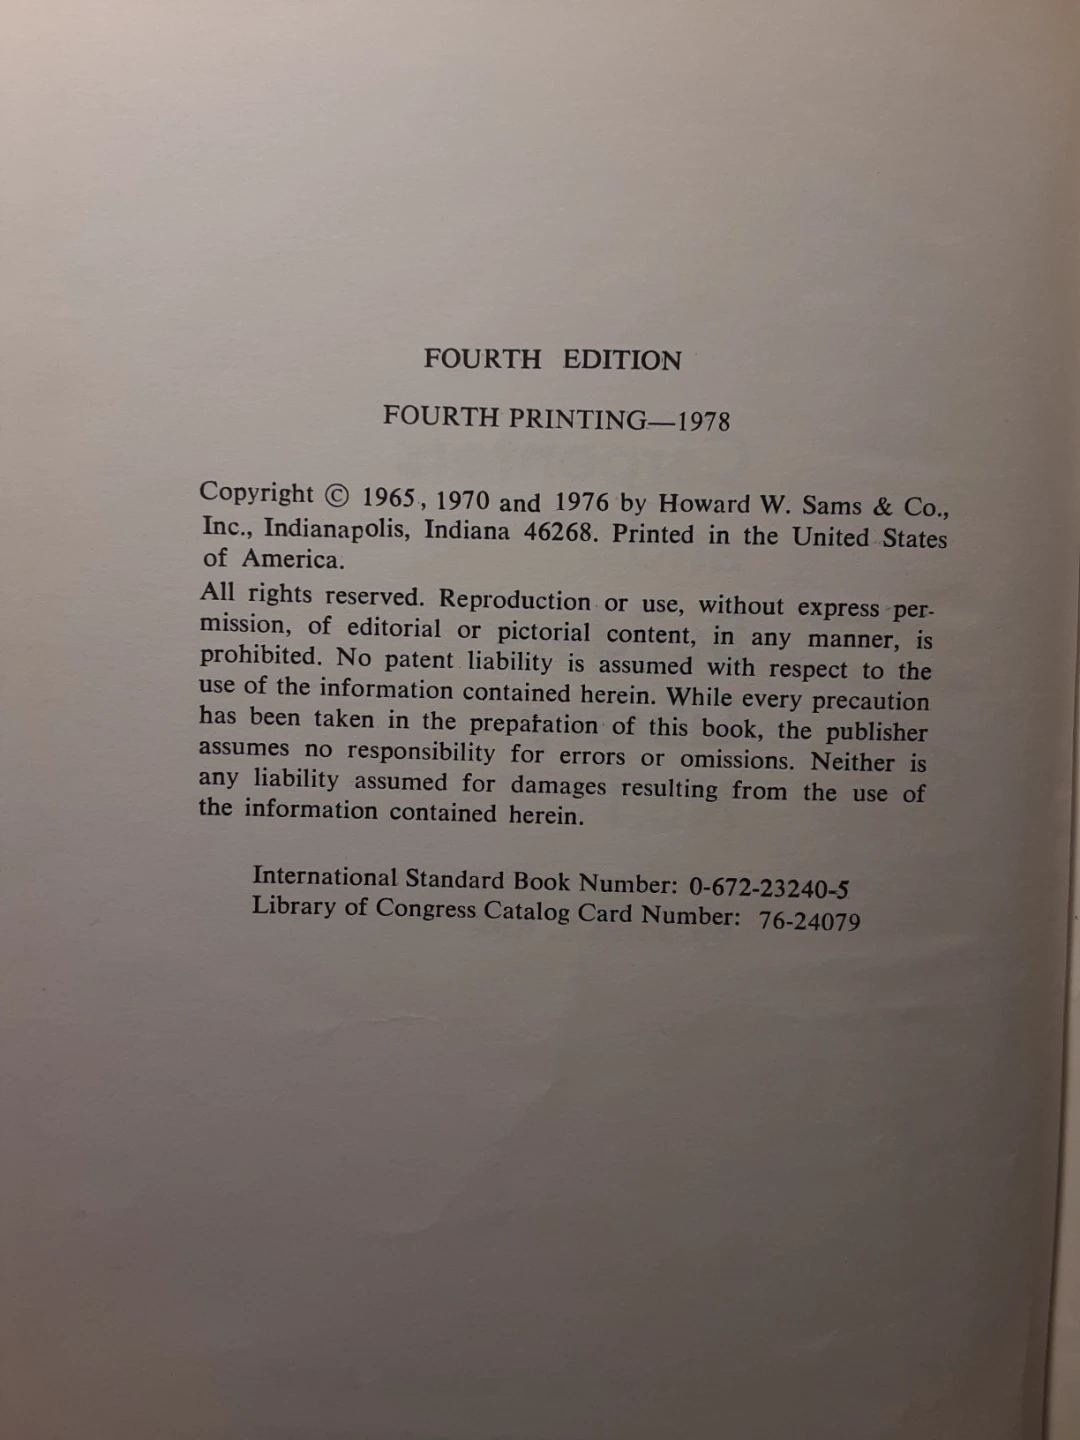 FOURTH EDITION
FOURTH PRINTING—1978
Copyright © 1965, 1970 and 1976 by Howard W. Sams & Co.,
Inc., Indianapolis, Indiana 46268. Printed in the United States
of America.
All rights reserved. Reproduction or use, without express per-
mission, of editorial or pictorial content, in any manner, is
prohibited. No patent liability is assumed with respect to the
use of the information contained herein. While every precaution
has been taken in the preparation of this book, the publisher
assumes no responsibility for errors or omissions. Neither is
any liability assumed for damages resulting from the use of
the information contained herein.
International Standard Book Number: 0-672-23240-5
Library of Congress Catalog Card Number: 76-24079